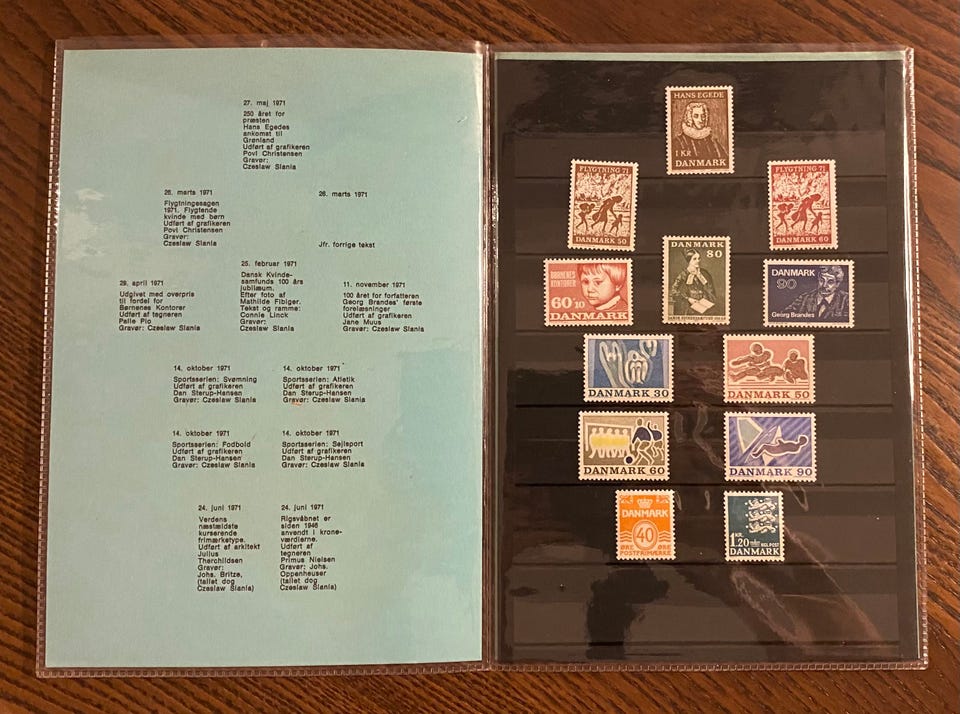 27. maj 1971
250 året for
præsten
Hans Egedes
ankomst til
Grønland
Udført af grafikeren
Povl Christensen
Gravør:
Czeslaw Slania
26. marts 1971
Flygtningesagen
1971. Flygtende
kvinde med børn
Udført af grafikeren
Povl Christensen
Gravør:
Czeslaw Slania
26. marts 1971
Jfr. forrige tekst
29. april 1971
Udgivet med overpris
til fordel for
Børnenes Kontorer
Udført af tegneren
Palle Pio
Gravør: Czeslaw Slania
25. februar 1971
Dansk Kvinde-
samfunds 100 års
jubilæum.
Efter foto af
Mathilde Fibiger.
Tekst og ramme:
Connie Linck
Gravør:
Czeslaw Slania
11. november 1971
100 året for forfatteren
Georg Brandes' første
forelæsninger
Udført af grafikeren
Jane Muus
Gravør: Czeslaw Slania
14. oktober 1971
Sportsserien: Svømning
Udført af grafikeren
Dan Sterup-Hansen
Gravør: Czeslaw Slania
14. oktober 1971
Sportsserien: Atletik
Udført af grafikeren
Dan Sterup-Hansen
Gravør: Czeslaw Slania
14. oktober 1971
Sportsserien: Fodbold
Udført af grafikeren
Dan Sterup-Hansen
Gravør: Czeslaw Slania
14. oktober 1971
Sportsserien: Sejlsport
Udført af grafikeren
Dan Sterup-Hansen
Gravør: Czeslaw Slania
24. juni 1971
Verdens
næstældste
kurserende
frimærketype.
Udført af arkitekt
Julius
Therchildsen
Gravør:
Johs. Britze,
(tallet dog
Czeslaw Slania)
24. juni 1971
Rigsvåbnet er
siden 1946
anvendt i krone-
værdierne.
Udført af
tegneren
Primus Nielsen
Gravør: Johs.
Oppenheuser
(tallet dog
Czeslaw Slania)
HANS EGEDE
1 KR
DANMARK
FLYGTNING 71
DANMARK 50
FLYGTNING 71
DANMARK 60
BØRNENES
KONTORER
60+10
DANMARK
DANMARK
80
DANMARK
90
Georg Brandes
DANMARK 30
DANMARK 50
DANMARK 60
DANMARK 90
DANMARK
40
ØRE ØRE
POSTFRIMÆRKE
1.20 KR.
KGL POST
DANMARK